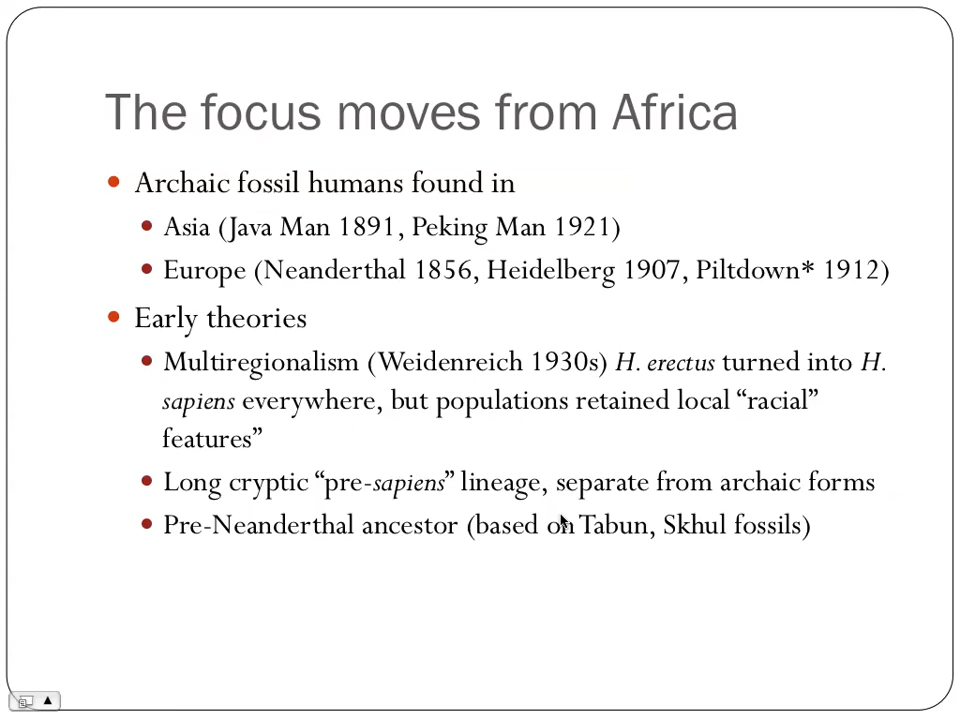 The focus moves from Africa
Archaic fossil humans found in
Asia (Java Man 1891, Peking Man 1921)
Europe (Neanderthal 1856, Heidelberg 1907, Piltdown* 1912)
Early theories
Multiregionalism (Weidenreich 1930s) H. erectus turned into H.
sapiens everywhere, but populations retained local “racial”
features”
Long cryptic “pre-sapiens” lineage, separate from archaic forms
Pre-Neanderthal ancestor (based on Tabun, Skhul fossils)